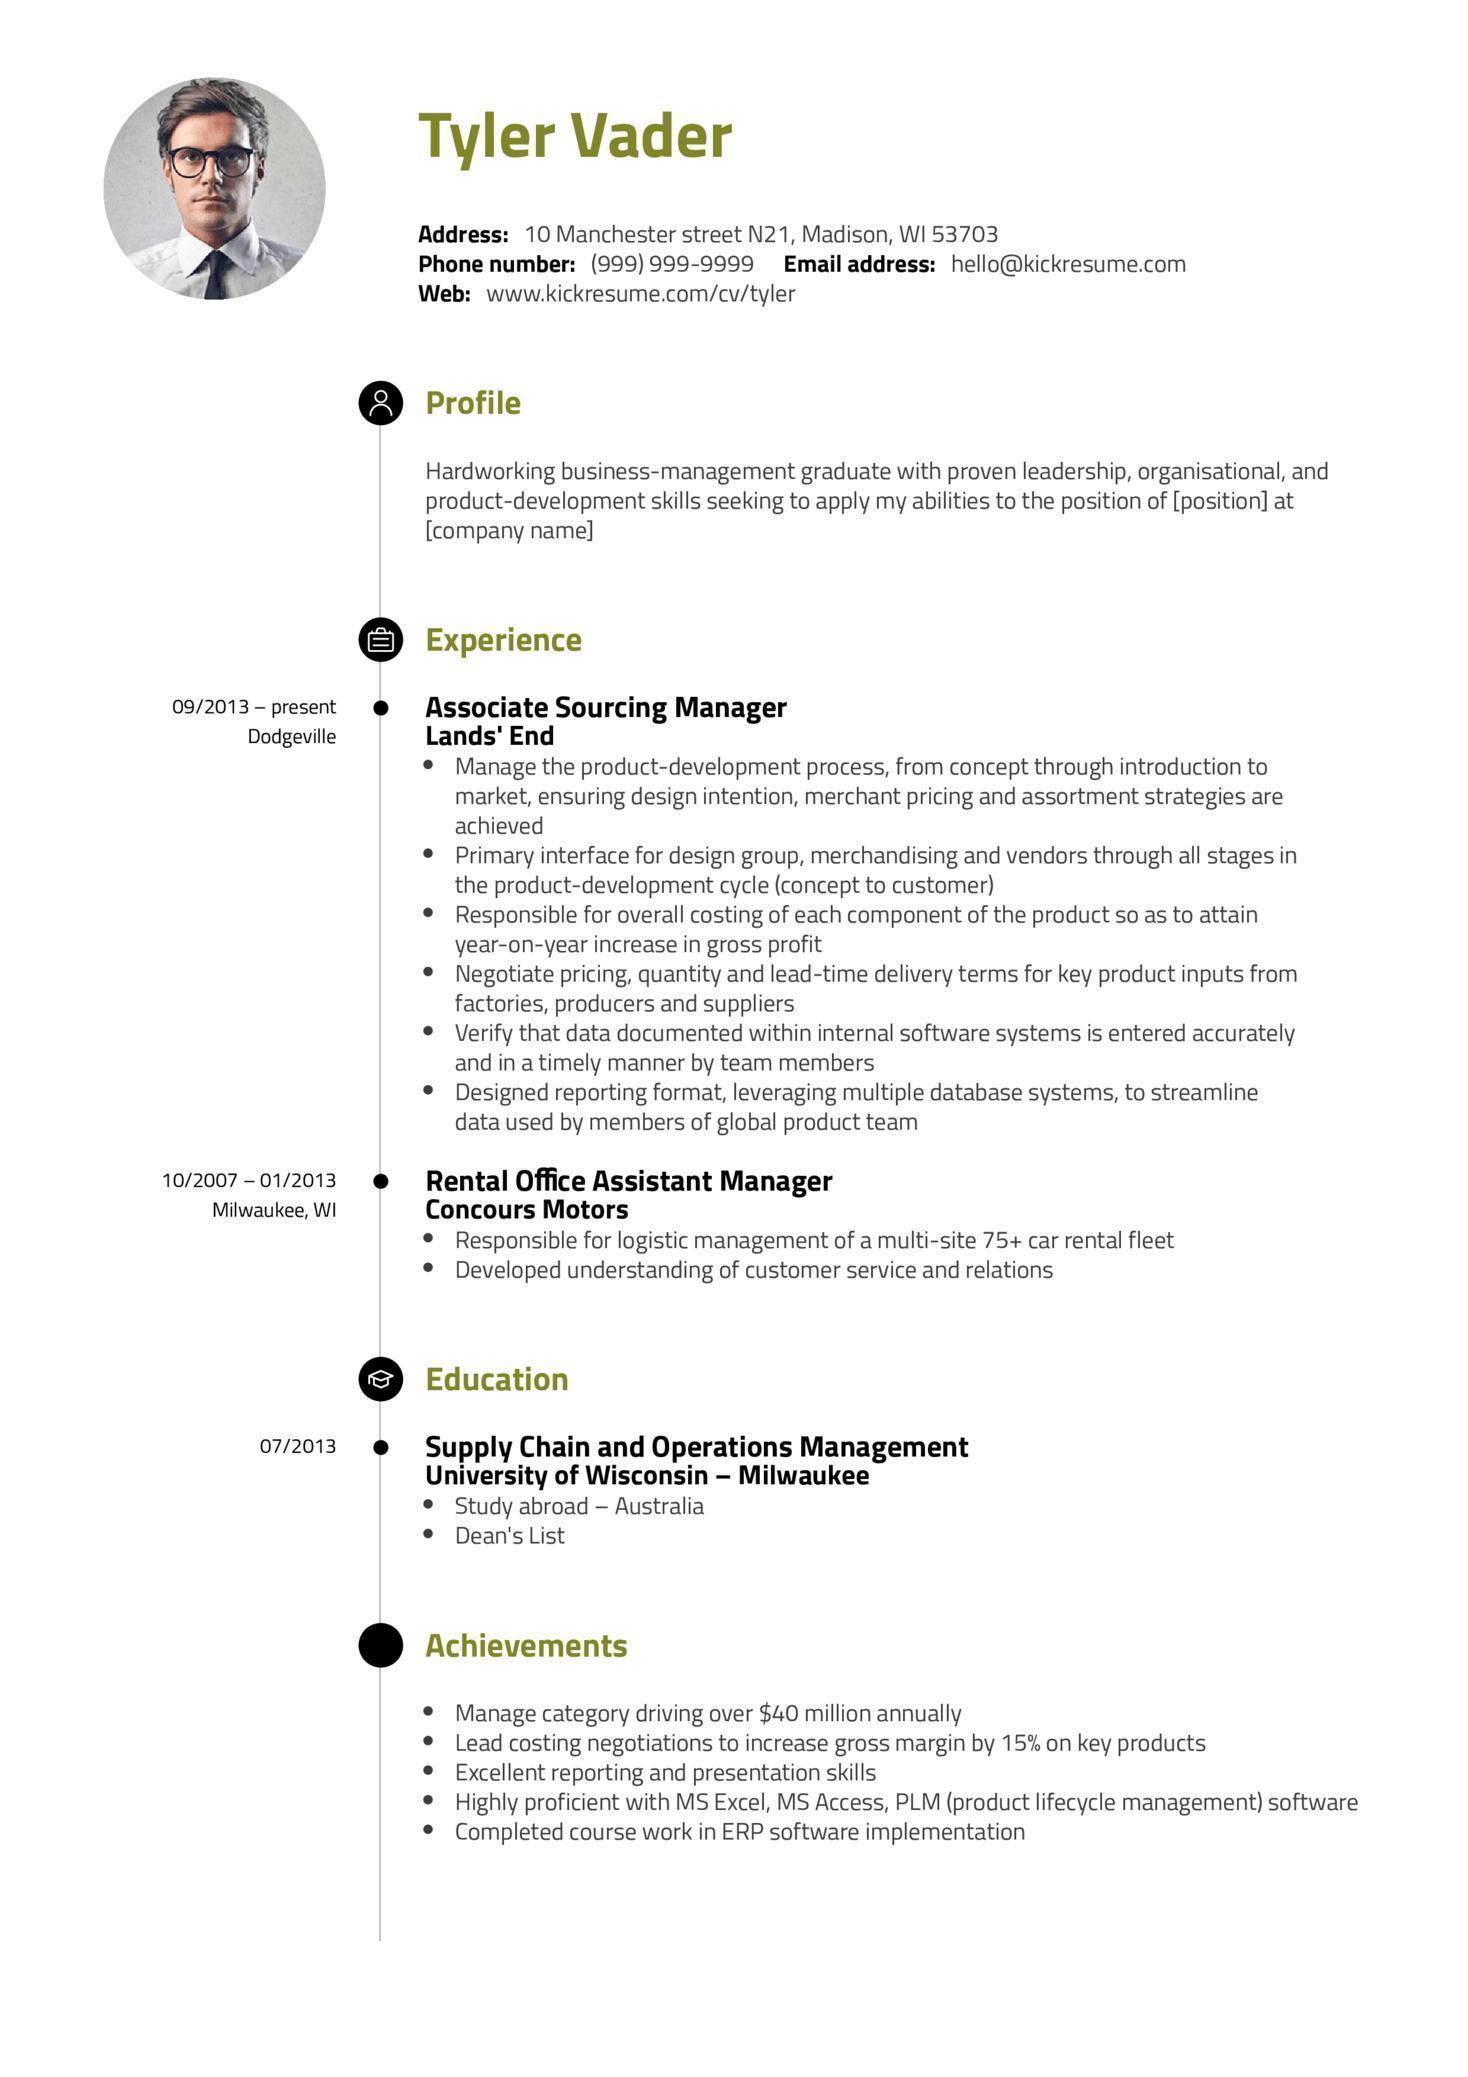 Tyler Vader
Address: 10 Manchester street N21, Madison, WI 53703
Phone number: (999) 999-9999 Email address: hello@kickresume.com
Web: www.kickresume.com/cv/tyler
Profile
Hardworking business-management graduate with proven leadership, organisational, and
product-development skills seeking to apply my abilities to the position of [position] at
[company name]
Experience
09/2013 – present
Dodgeville
Associate Sourcing Manager
Lands' End
• Manage the product-development process, from concept through introduction to
market, ensuring design intention, merchant pricing and assortment strategies are
achieved
• Primary interface for design group, merchandising and vendors through all stages in
the product-development cycle (concept to customer)
• Responsible for overall costing of each component of the product so as to attain
year-on-year increase in gross profit
• Negotiate pricing, quantity and lead-time delivery terms for key product inputs from
factories, producers and suppliers
• Verify that data documented within internal software systems is entered accurately
and in a timely manner by team members
• Designed reporting format, leveraging multiple database systems, to streamline
data used by members of global product team
10/2007 – 01/2013
Milwaukee, WI
Rental Office Assistant Manager
Concours Motors
• Responsible for logistic management of a multi-site 75+ car rental fleet
• Developed understanding of customer service and relations
Education
07/2013
Supply Chain and Operations Management
University of Wisconsin – Milwaukee
• Study abroad – Australia
• Dean's List
Achievements
• Manage category driving over $40 million annually
• Lead costing negotiations to increase gross margin by 15% on key products
• Excellent reporting and presentation skills
• Highly proficient with MS Excel, MS Access, PLM (product lifecycle management) software
• Completed course work in ERP software implementation